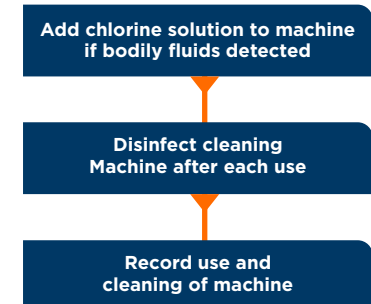 Add chlorine solution to machine
if bodily fluids detected
Disinfect cleaning
Machine after each use
Record use and
cleaning of machine